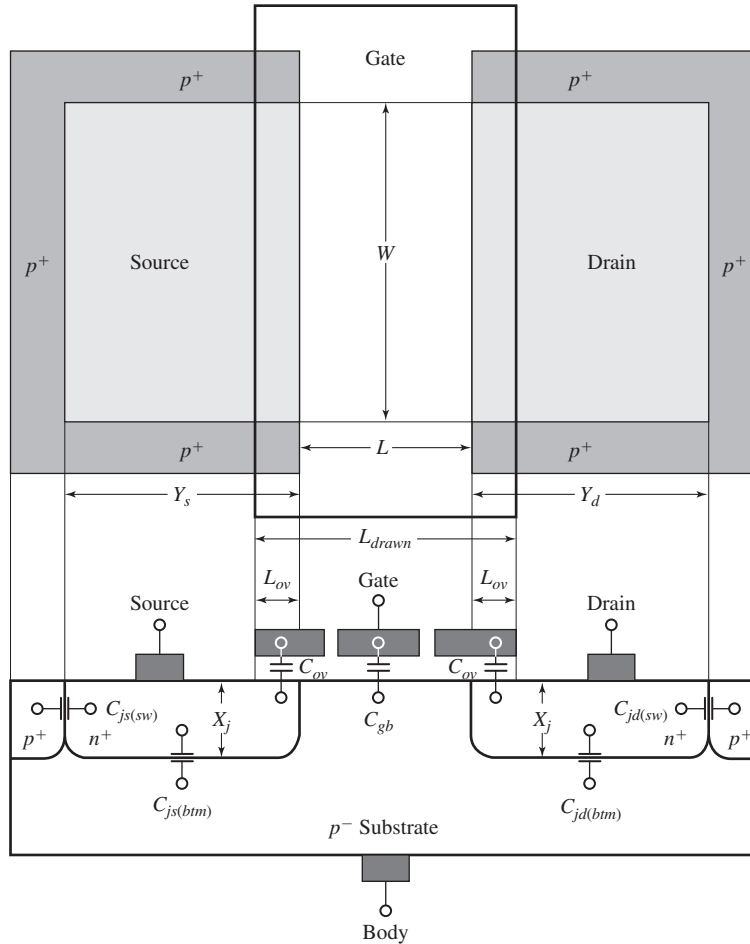 Gate
p+ p+
p+ Source W Drain p+
p+ L p+
Ys Yd
Ldrawn
Lov Gate Lov
Source Drain
Cov Cov
Cjs(sw) Xj Cgb Xj Cjd(sw)
p+ n+ n+ p+
Cjs(btm) Cjd(btm)
p− Substrate
Body